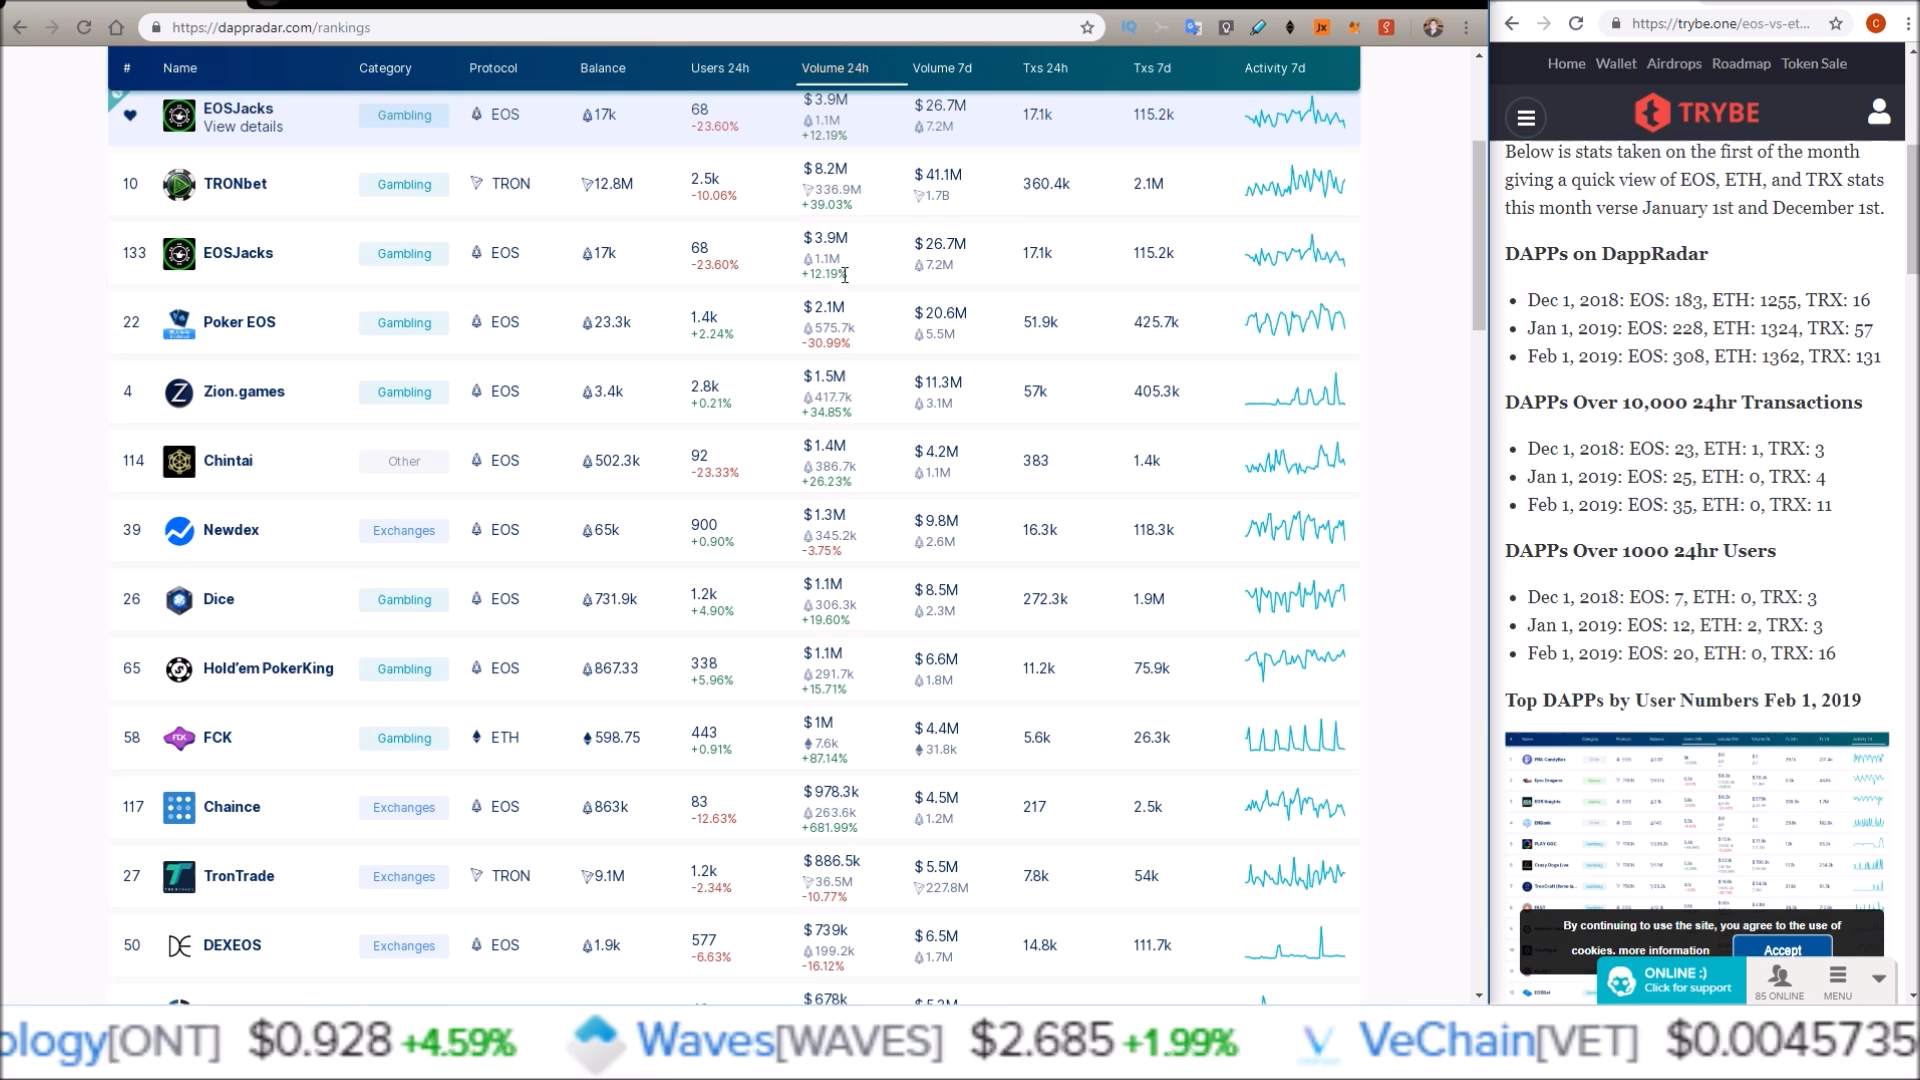 https://dappradar.com/rankings
# Name Category Protocol Balance Users 24h Volume 24h Volume 7d Txs 24h Txs 7d Activity 7d
EOSJacks View details Gambling EOS 17k 68 -23.60% $ 3.9M 1.1M +12.19% $ 26.7M 7.2M 17.1k 115.2k
10 TRONbet Gambling TRON 12.8M 2.5k -10.06% $ 8.2M 336.9M +39.03% $ 41.1M 1.7B 360.4k 2.1M
133 EOSJacks Gambling EOS 17k 68 -23.60% $ 3.9M 1.1M +12.19% $ 26.7M 7.2M 17.1k 115.2k
22 Poker EOS Gambling EOS 23.3k 1.4k +2.24% $ 2.1M 575.7k -30.99% $ 20.6M 5.5M 51.9k 425.7k
4 Zion.games Gambling EOS 3.4k 2.8k +0.21% $ 1.5M 417.7k +34.85% $ 11.3M 3.1M 57k 405.3k
114 Chintai Other EOS 502.3k 92 -23.33% $ 1.4M 386.7k +26.23% $ 4.2M 1.1M 383 1.4k
39 Newdex Exchanges EOS 65k 900 +0.90% $ 1.3M 345.2k -3.75% $ 9.8M 2.6M 16.3k 118.3k
26 Dice Gambling EOS 731.9k 1.2k +4.90% $ 1.1M 306.3k +19.60% $ 8.5M 2.3M 272.3k 1.9M
65 Hold'em PokerKing Gambling EOS 867.33 338 +5.96% $ 1.1M 291.7k +15.71% $ 6.6M 1.8M 11.2k 75.9k
58 FCK Gambling ETH 598.75 443 +0.91% $ 1M 7.6k +87.14% $ 4.4M 31.8k 5.6k 26.3k
117 Chaince Exchanges EOS 863k 83 -12.63% $ 978.3k 263.6k +681.99% $ 4.5M 1.2M 217 2.5k
27 TronTrade Exchanges TRON 9.1M 1.2k -2.34% $ 886.5k 36.5M -10.77% $ 5.5M 227.8M 7.8k 54k
50 DEXEOS Exchanges EOS 1.9k 577 -6.63% $ 739k 199.2k -16.12% $ 6.5M 1.7M 14.8k 111.7k
$ 678k
https://trybe.one/eos-vs-et...
Home Wallet Airdrops Roadmap Token Sale
TRYBE
Below is stats taken on the first of the month
giving a quick view of EOS, ETH, and TRX stats
this month verse January 1st and December 1st.
DAPPs on DappRadar
• Dec 1, 2018: EOS: 183, ETH: 1255, TRX: 16
• Jan 1, 2019: EOS: 228, ETH: 1324, TRX: 57
• Feb 1, 2019: EOS: 308, ETH: 1362, TRX: 131
DAPPs Over 10,000 24hr Transactions
• Dec 1, 2018: EOS: 23, ETH: 1, TRX: 3
• Jan 1, 2019: EOS: 25, ETH: 0, TRX: 4
• Feb 1, 2019: EOS: 35, ETH: 0, TRX: 11
DAPPs Over 1000 24hr Users
• Dec 1, 2018: EOS: 7, ETH: 0, TRX: 3
• Jan 1, 2019: EOS: 12, ETH: 2, TRX: 3
• Feb 1, 2019: EOS: 20, ETH: 0, TRX: 16
Top DAPPs by User Numbers Feb 1, 2019
By continuing to use the site, you agree to the use of
cookies. more information Accept
ONLINE :)
Click for support
85 ONLINE
MENU
ology[ONT] $0.928 +4.59% Waves[WAVES] $2.685 +1.99% VeChain[VET] $0.0045735